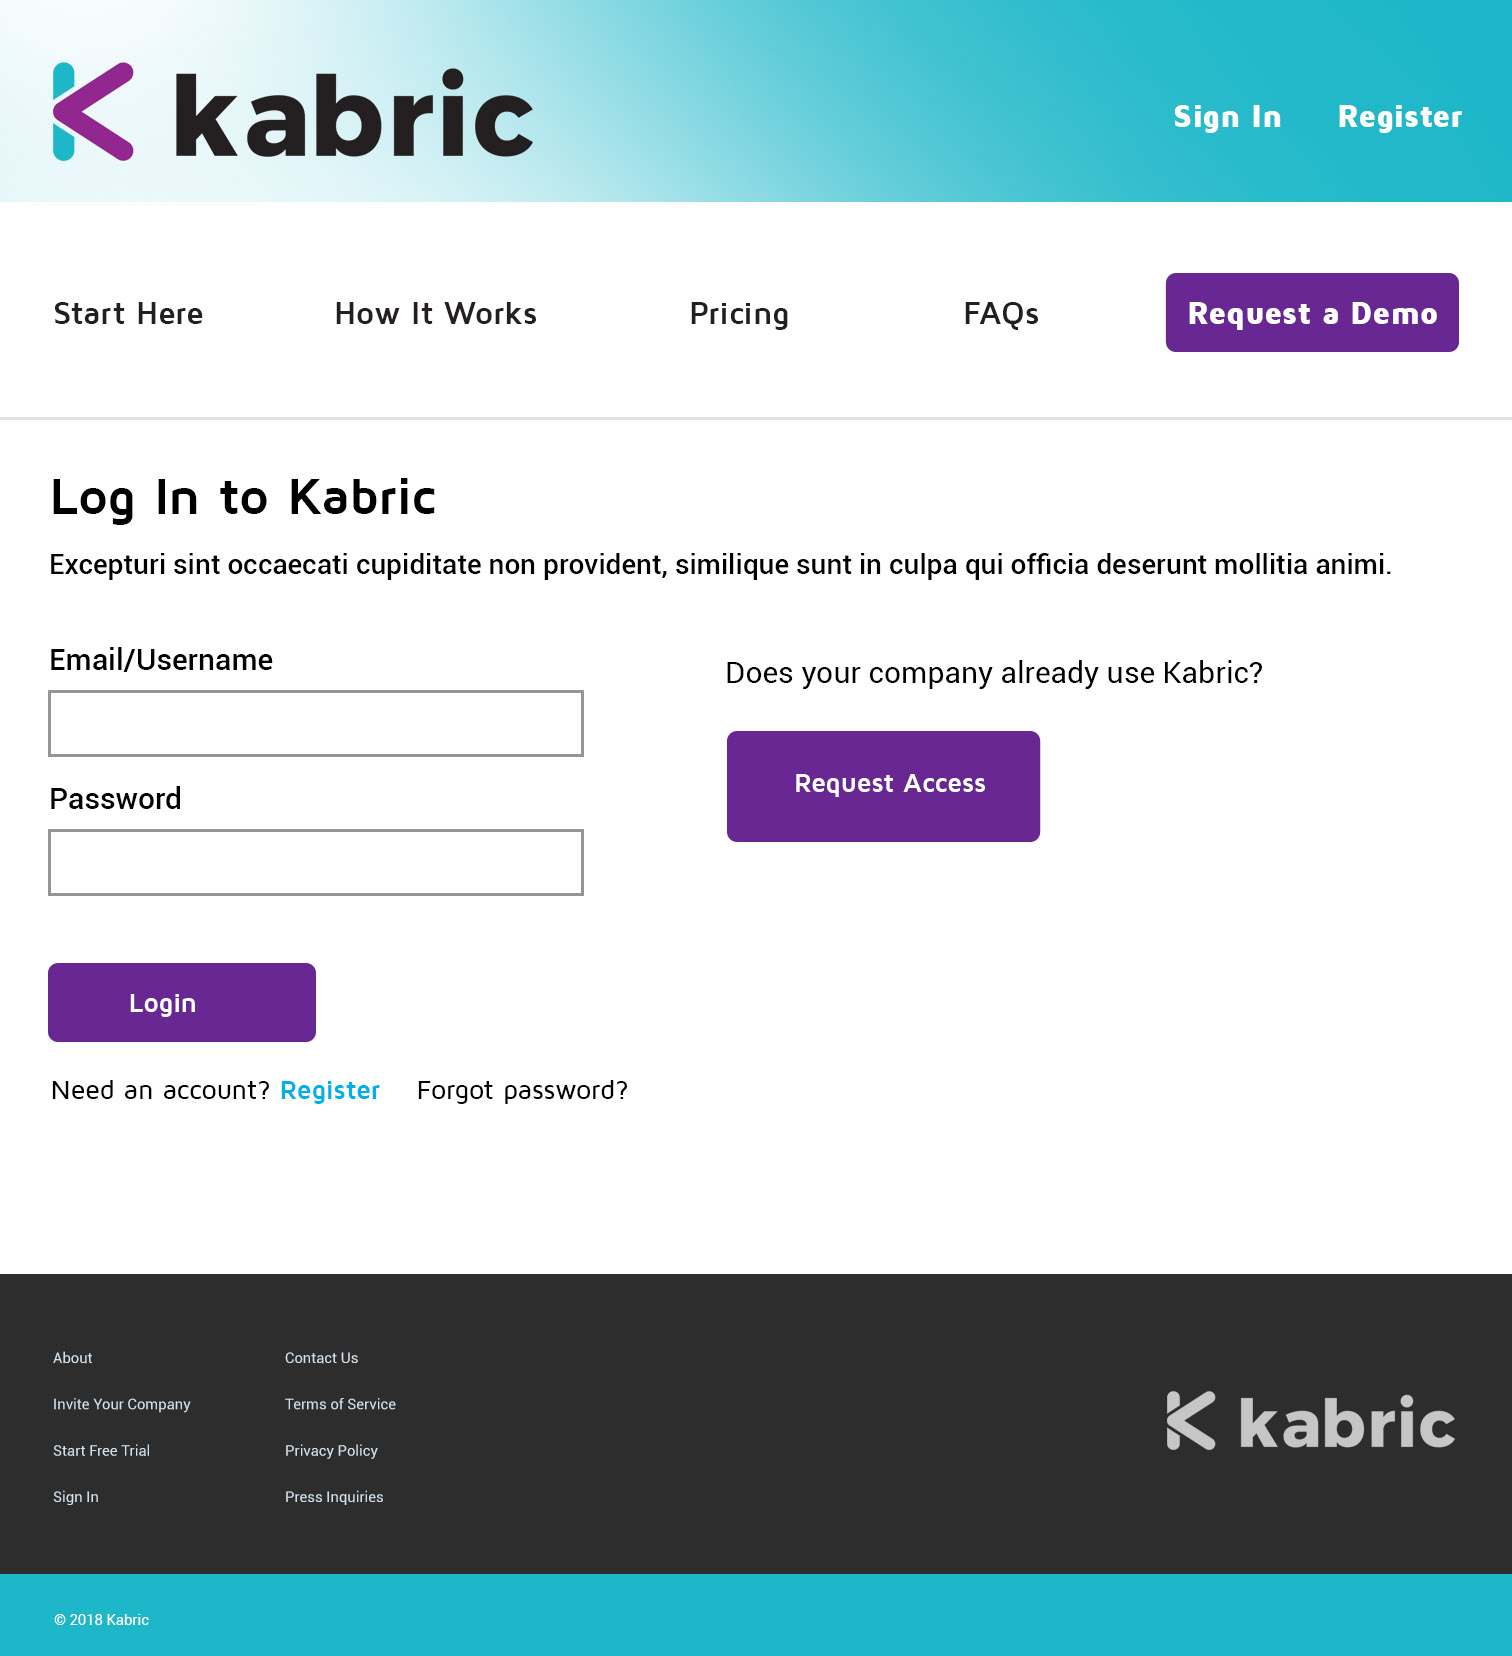 kabric
Sign In Register
Start Here How It Works Pricing FAQs Request a Demo
Log In to Kabric
Excepturi sint occaecati cupiditate non provident, similique sunt in culpa qui officia deserunt mollitia animi.
Email/Username
Does your company already use Kabric?
Request Access
Password
Login
Need an account? Register Forgot password?
About
Invite Your Company
Start Free Trial
Sign In
Contact Us
Terms of Service
Privacy Policy
Press Inquiries
kabric
© 2018 Kabric